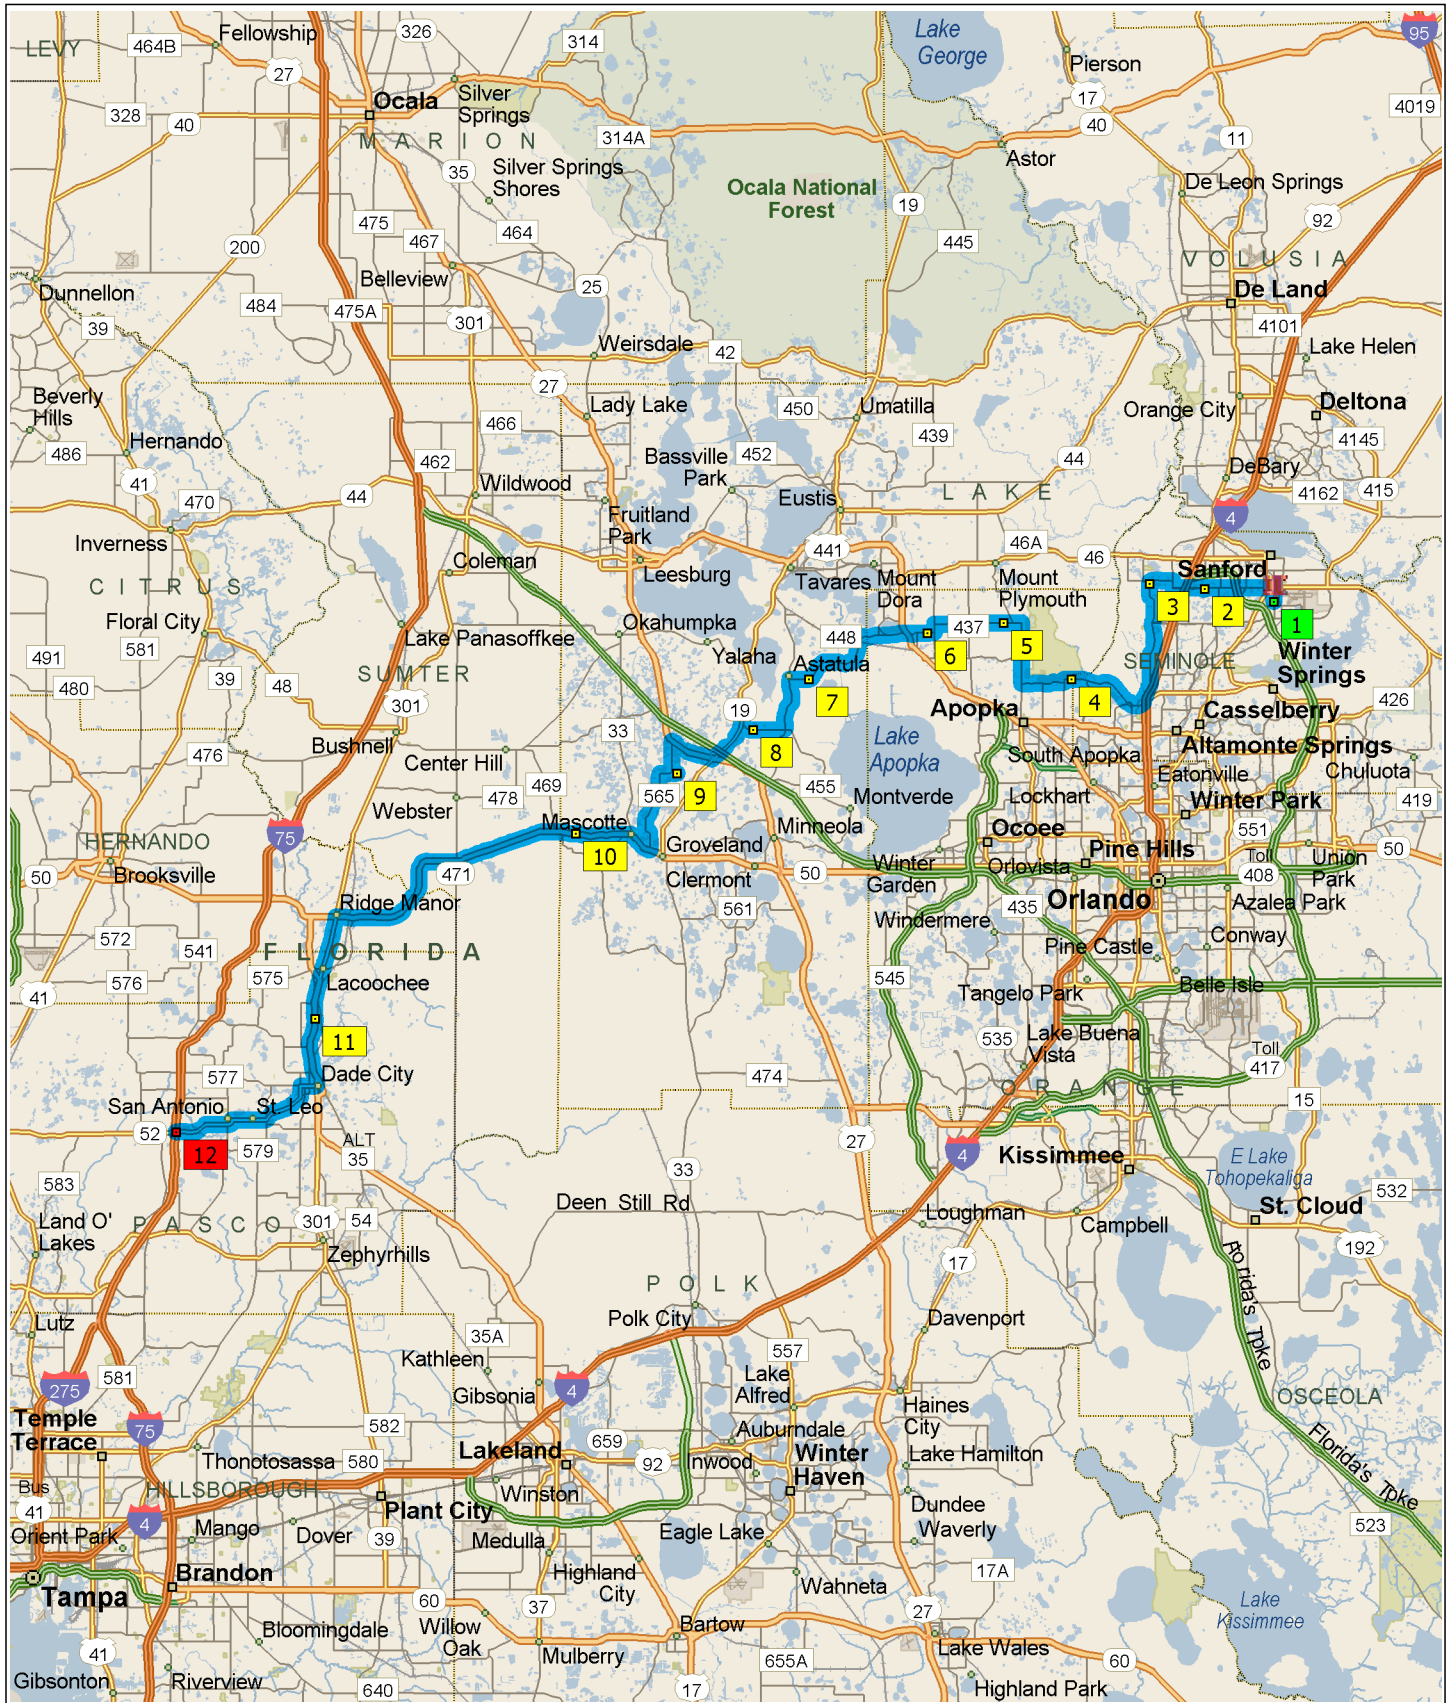 LEVY
464B
Fellowship
326
314
27
Lake
George
Pierson
95
Ocala
Silver
Springs
17
4019
328
40
MARION
314A
40
11
Astor
35
Silver Springs
Shores
Ocala National
Forest
De Leon Springs
19
92
475
467
464
445
200
Belleview
VOLUSIA
Dunnellon
25
De Land
484
475A
39
301
4101
Weirsdale
42
Lake Helen
27
Beverly
Hills
Lady Lake
450
Umatilla
Orange City
Deltona
466
439
4145
486
Hernando
462
Bassville
Park
452
44
DeBary
41
470
44
Wildwood
Eustis
LAKE
4162
415
Fruitland
Park
4
Inverness
441
46A
46
Coleman
Leesburg
Tavares
Mount
Dora
Mount
Plymouth
Sanford
CITRUS
3
2
1
Floral City
Okahumpka
437
Lake Panasoffkee
448
6
5
Winter
Springs
581
491
Yalaha
Astatula
SEMINOLE
SUMTER
39
48
480
7
4
301
19
Apopka
426
Casselberry
33
Bushnell
Lake
Apopka
Altamonte Springs
476
Center Hill
8
South Apopka
Eatonville
Chuluota
469
455
478
565
9
Montverde
Lockhart
Winter Park
419
Webster
Mascotte
Minneola
Ocoee
551
75
HERNANDO
Groveland
Pine Hills
50
10
Winter
Garden
Orlovista
Toll
408
Union
Park
50
Brooksville
471
Clermont
50
Orlando
Ridge Manor
561
Windermere
435
Azalea Park
572
541
FLORIDA
Pine Castle
Conway
576
575
Lacoochee
545
Tangelo Park
Belle Isle
41
11
535
Lake Buena
Vista
Toll
417
577
Dade City
474
ORANGE
San Antonio
St. Leo
15
52
12
579
ALT
35
27
4
Kissimmee
E Lake
Tohopekaliga
583
33
532
Deen Still Rd
Land O'
Lakes
PASCO
301
54
Loughman
Campbell
St. Cloud
Zephyrhills
17
192
Florida's Tpke
POLK
Lutz
Polk City
Davenport
35A
557
581
Kathleen
Lake
Alfred
275
Gibsonia
4
OSCEOLA
Temple
Terrace
75
582
Haines
City
Auburndale
659
Lakeland
Winter
Haven
Lake Hamilton
Florida's Tpke
Thonotosassa
580
92
Inwood
Bus
41
HILLSBOROUGH
Winston
Plant City
Dundee
4
Orient Park
Mango
Dover
39
Medulla
Eagle Lake
Waverly
523
Brandon
Highland
City
17A
Tampa
Wahneta
60
Lake
Kissimmee
37
27
Bloomingdale
Willow
Oak
Bartow
41
Mulberry
Lake Wales
655A
60
Gibsonton
Riverview
640
17
Highland Park